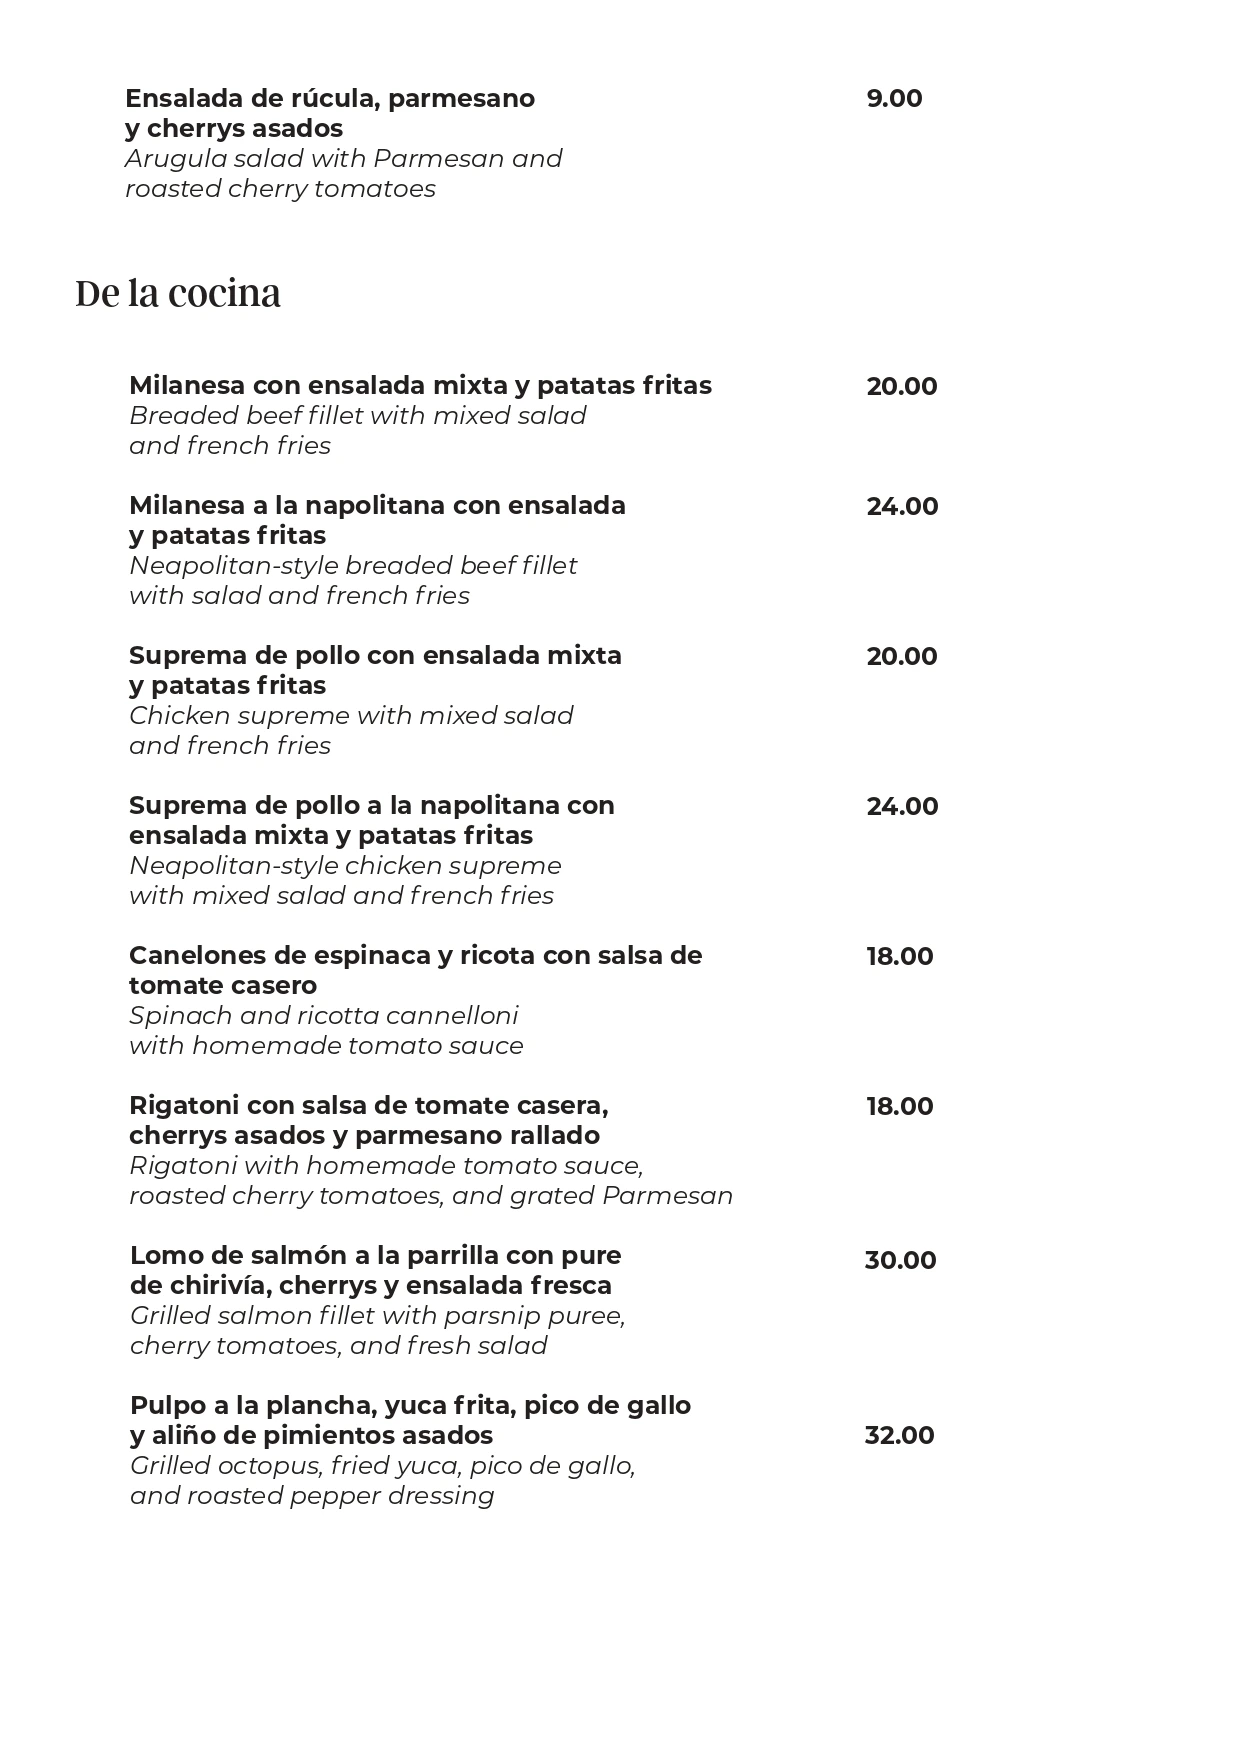 Ensalada de rúcula, parmesano 9.00
y cherrys asados
Arugula salad with Parmesan and
roasted cherry tomatoes
De la cocina
Milanesa con ensalada mixta y patatas fritas 20.00
Breaded beef fillet with mixed salad
and french fries
Milanesa a la napolitana con ensalada 24.00
y patatas fritas
Neapolitan-style breaded beef fillet
with salad and french fries
Suprema de pollo con ensalada mixta 20.00
y patatas fritas
Chicken supreme with mixed salad
and french fries
Suprema de pollo a la napolitana con 24.00
ensalada mixta y patatas fritas
Neapolitan-style chicken supreme
with mixed salad and french fries
Canelones de espinaca y ricota con salsa de 18.00
tomate casero
Spinach and ricotta cannelloni
with homemade tomato sauce
Rigatoni con salsa de tomate casera, 18.00
cherrys asados y parmesano rallado
Rigatoni with homemade tomato sauce,
roasted cherry tomatoes, and grated Parmesan
Lomo de salmón a la parrilla con pure 30.00
de chirivía, cherrys y ensalada fresca
Grilled salmon fillet with parsnip puree,
cherry tomatoes, and fresh salad
Pulpo a la plancha, yuca frita, pico de gallo
y aliño de pimientos asados 32.00
Grilled octopus, fried yuca, pico de gallo,
and roasted pepper dressing